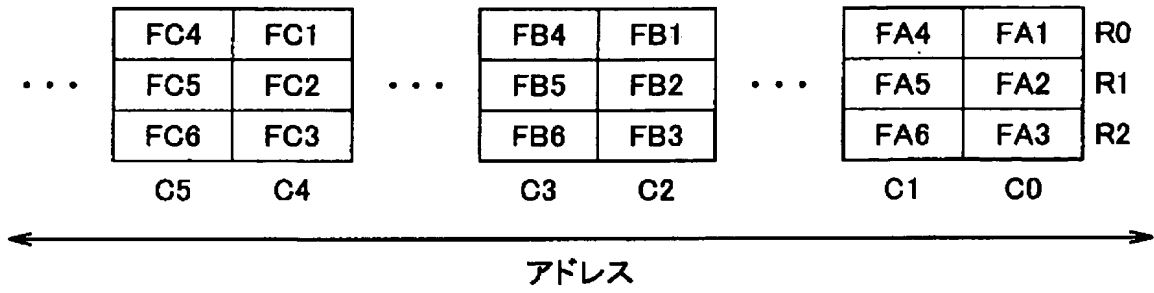 FC4 FC1 FB4 FB1 FA4 FA1 R0
... FC5 FC2 ... FB5 FB2 ... FA5 FA2 R1
FC6 FC3 FB6 FB3 FA6 FA3 R2
C5 C4 C3 C2 C1 C0
アドレス